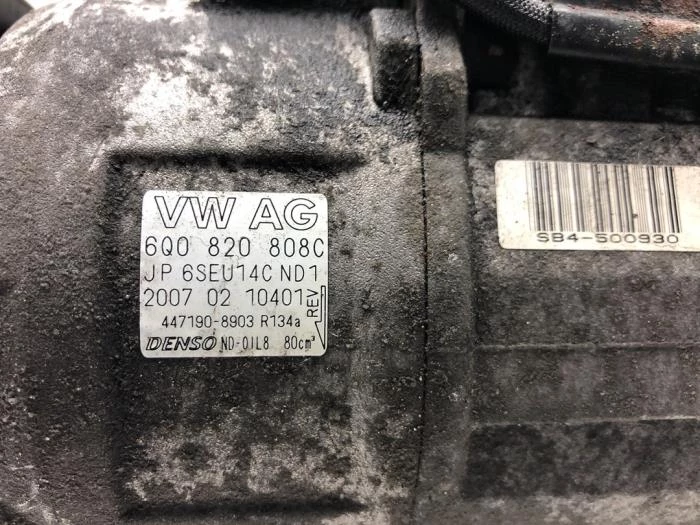 VW AG
6Q0 820 808C
JP 6SEU14C ND1
2007 02 10401
REV
447190-8903 R134a
DENSO ND-OIL8 80cm³
SB4-500930